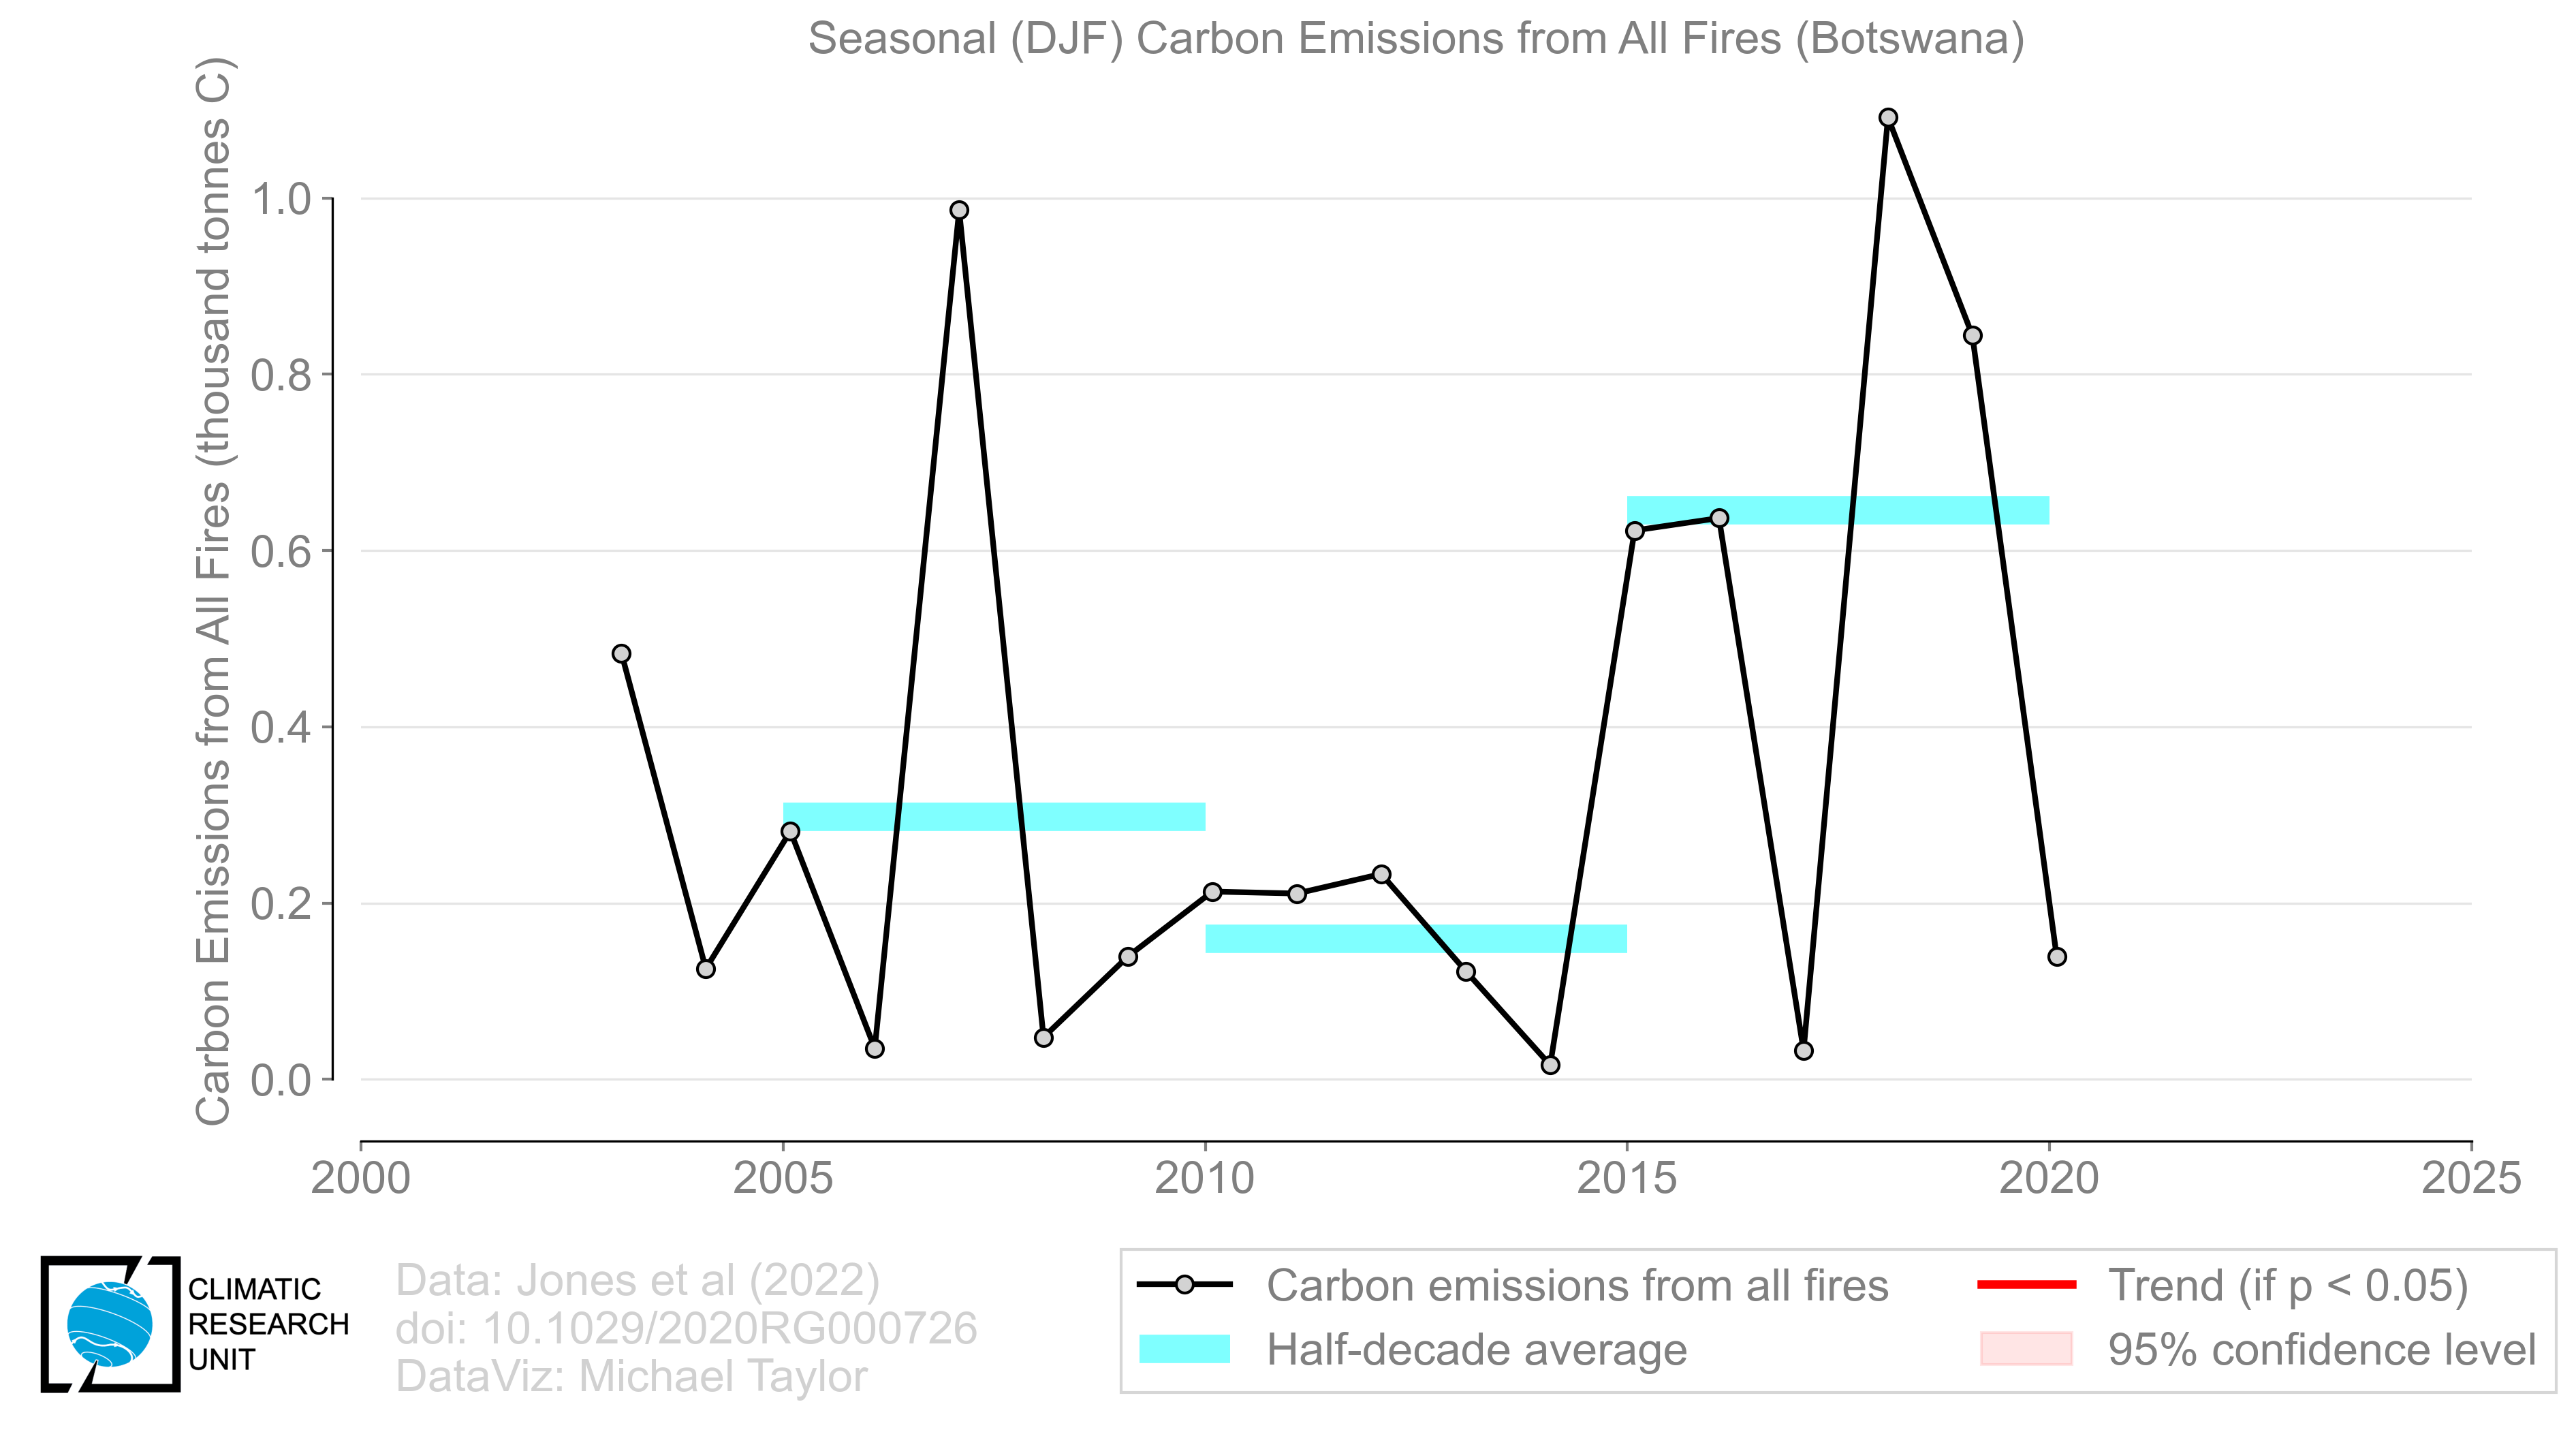 Seasonal (DJF) Carbon Emissions from All Fires (Botswana)
Carbon Emissions from All Fires (thousand tonnes C)
1.0
0.8
0.6
0.4
0.2
0.0
2000 2005 2010 2015 2020 2025
CLIMATIC
RESEARCH
UNIT
Data: Jones et al (2022)
doi: 10.1029/2020RG000726
DataViz: Michael Taylor
Carbon emissions from all fires
Half-decade average
Trend (if p < 0.05)
95% confidence level